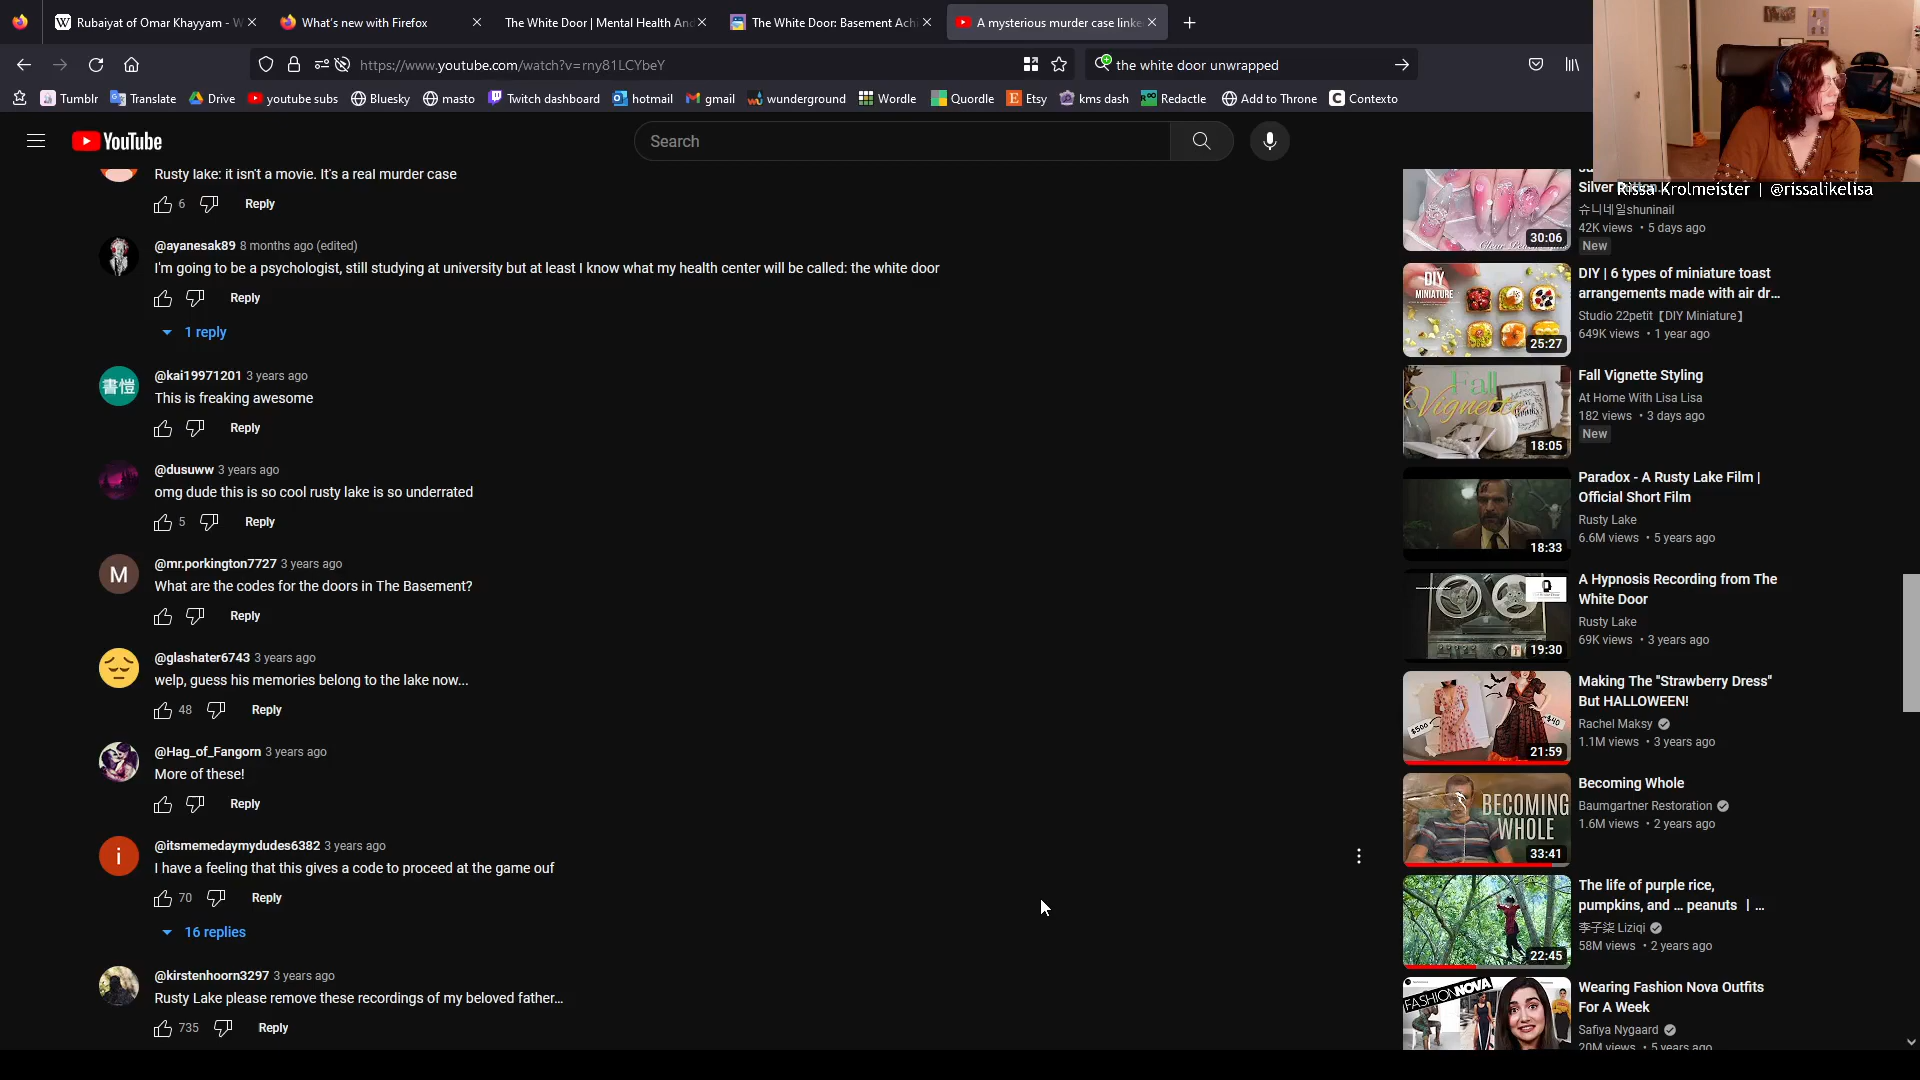 Rubaiyat of Omar Khayyam - W
What's new with Firefox
The White Door | Mental Health And
The White Door: Basement Achi
A mysterious murder case linke
https://www.youtube.com/watch?v=rny81LCYbeY
the white door unwrapped
Tumblr
Translate
Drive
youtube subs
Bluesky
masto
Twitch dashboard
hotmail
gmail
wunderground
Wordle
Quordle
Etsy
kms dash
Redactle
Add to Throne
Contexto
YouTube
Search
Rissa Krolmeister | @rissalikelisa
Rusty lake: it isn't a movie. It's a real murder case
6 Reply
@ayanesak89 8 months ago (edited)
I'm going to be a psychologist, still studying at university but at least I know what my health center will be called: the white door
Reply
1 reply
@kai19971201 3 years ago
This is freaking awesome
Reply
@dusuww 3 years ago
omg dude this is so cool rusty lake is so underrated
5 Reply
@mr.porkington7727 3 years ago
What are the codes for the doors in The Basement?
M
Reply
@glashater6743 3 years ago
welp, guess his memories belong to the lake now...
48 Reply
@Hag_of_Fangorn 3 years ago
More of these!
Reply
@itsmemedaymydudes6382 3 years ago
i
I have a feeling that this gives a code to proceed at the game ouf
70 Reply
16 replies
@kirstenhoorn3297 3 years ago
Rusty Lake please remove these recordings of my beloved father...
735 Reply
Silver
슈니네일shuninail
42K views • 5 days ago
New
30:06
DIY | 6 types of miniature toast
arrangements made with air dr...
Studio 22petit【DIY Miniature】
649K views • 1 year ago
DIY
MINIATURE
25:27
Fall Vignette Styling
At Home With Lisa Lisa
182 views • 3 days ago
New
Fall
Vignette
18:05
Paradox - A Rusty Lake Film |
Official Short Film
Rusty Lake
6.6M views • 5 years ago
18:33
A Hypnosis Recording from The
White Door
Rusty Lake
69K views • 3 years ago
19:30
Making The "Strawberry Dress"
But HALLOWEEN!
Rachel Maksy
1.1M views • 3 years ago
$500
$40
21:59
Becoming Whole
Baumgartner Restoration
1.6M views • 2 years ago
BECOMING
WHOLE
33:41
The life of purple rice,
pumpkins, and ... peanuts ｜...
李子柒 Liziqi
58M views • 2 years ago
22:45
Wearing Fashion Nova Outfits
For A Week
Safiya Nygaard
20M views • 5 years ago
FASHION NOVA